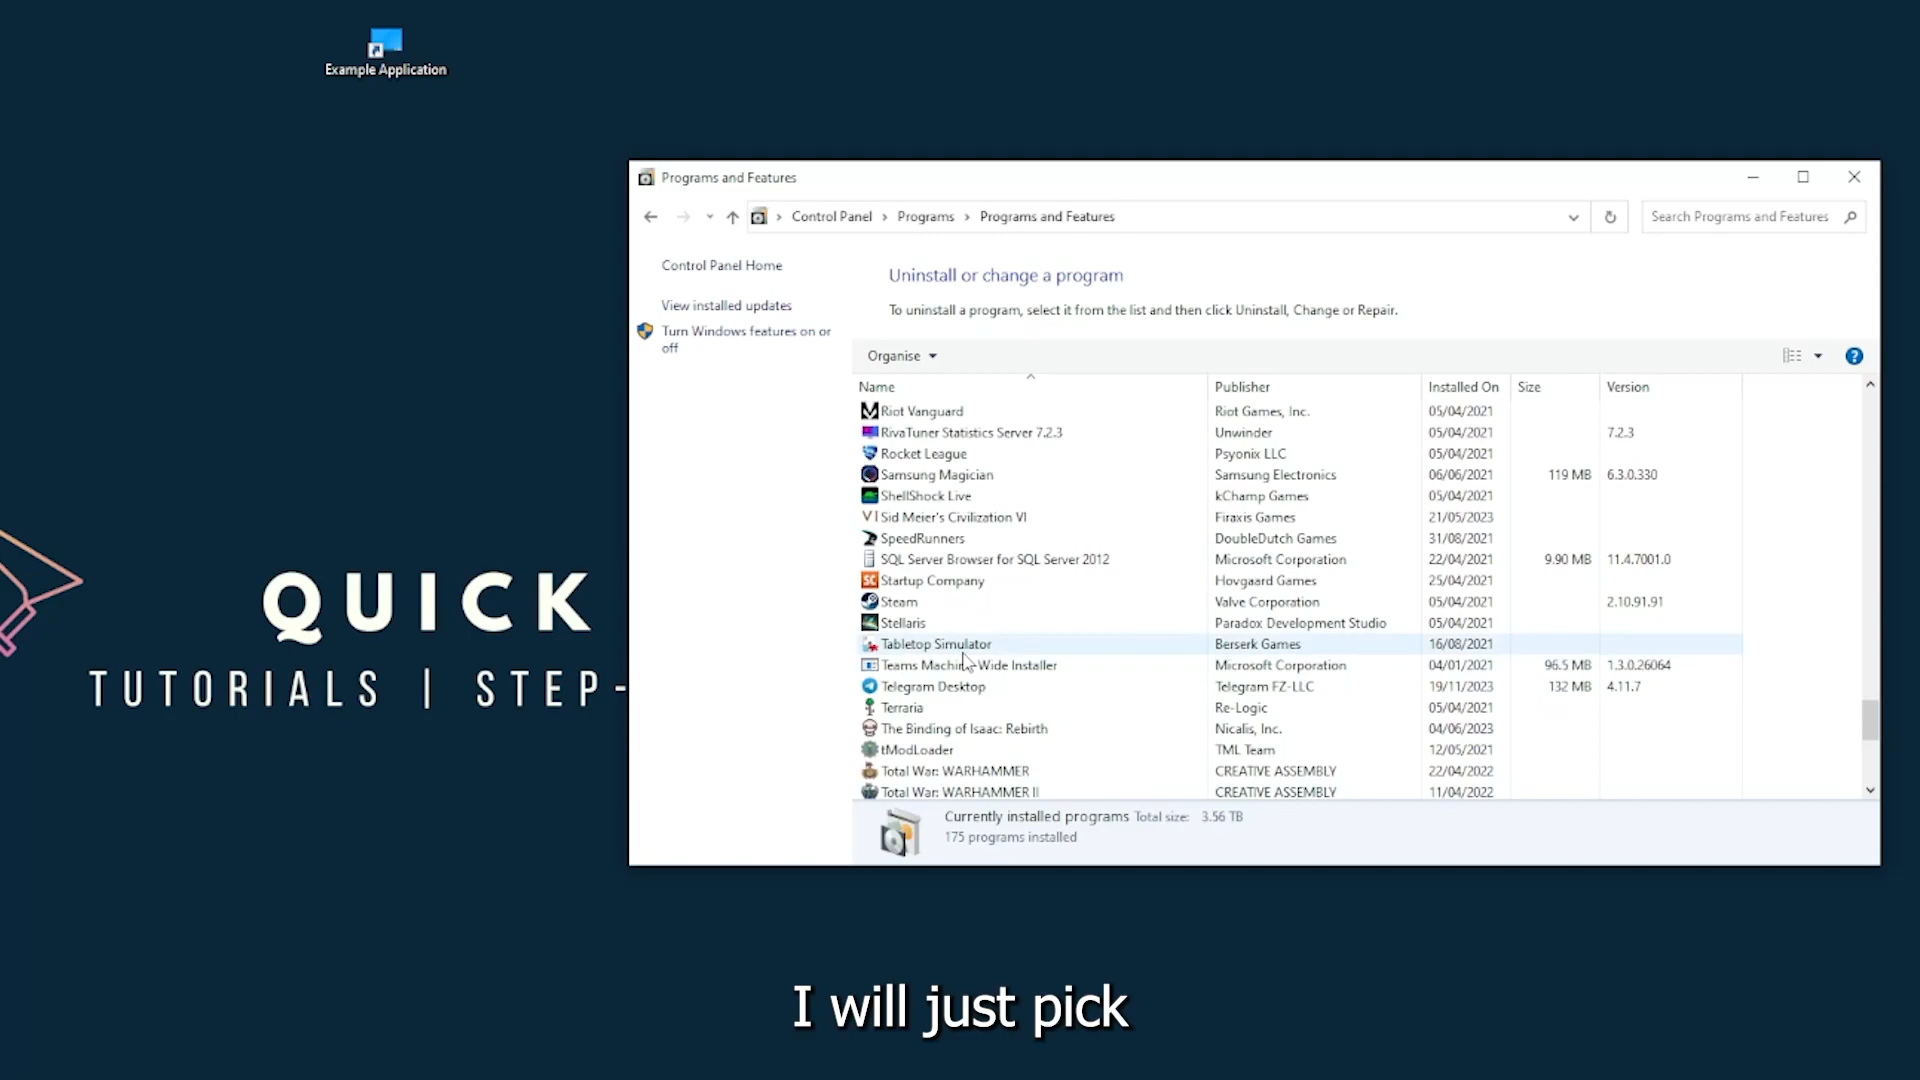 Example Application
QUICK
TUTORIALS | STEP-
Programs and Features
Control Panel > Programs > Programs and Features
Search Programs and Features
Control Panel Home
View installed updates
Turn Windows features on or
off
Uninstall or change a program
To uninstall a program, select it from the list and then click Uninstall, Change or Repair.
Organise
Name Publisher Installed On Size Version
Riot Vanguard Riot Games, Inc. 05/04/2021
RivaTuner Statistics Server 7.2.3 Unwinder 05/04/2021 7.2.3
Rocket League Psyonix LLC 05/04/2021
Samsung Magician Samsung Electronics 06/06/2021 119 MB 6.3.0.330
ShellShock Live kChamp Games 05/04/2021
VI Sid Meier's Civilization VI Firaxis Games 21/05/2023
SpeedRunners DoubleDutch Games 31/08/2021
SQL Server Browser for SQL Server 2012 Microsoft Corporation 22/04/2021 9.90 MB 11.4.7001.0
SC Startup Company Hovgaard Games 25/04/2021
Steam Valve Corporation 05/04/2021 2.10.91.91
Stellaris Paradox Development Studio 05/04/2021
Tabletop Simulator Berserk Games 16/08/2021
Teams Machine-Wide Installer Microsoft Corporation 04/01/2021 96.5 MB 1.3.0.26064
Telegram Desktop Telegram FZ-LLC 19/11/2023 132 MB 4.11.7
Terraria Re-Logic 05/04/2021
The Binding of Isaac: Rebirth Nicalis, Inc. 04/06/2023
tModLoader TML Team 12/05/2021
Total War: WARHAMMER CREATIVE ASSEMBLY 22/04/2022
Total War: WARHAMMER II CREATIVE ASSEMBLY 11/04/2022
Currently installed programs Total size: 3.56 TB
175 programs installed
I will just pick